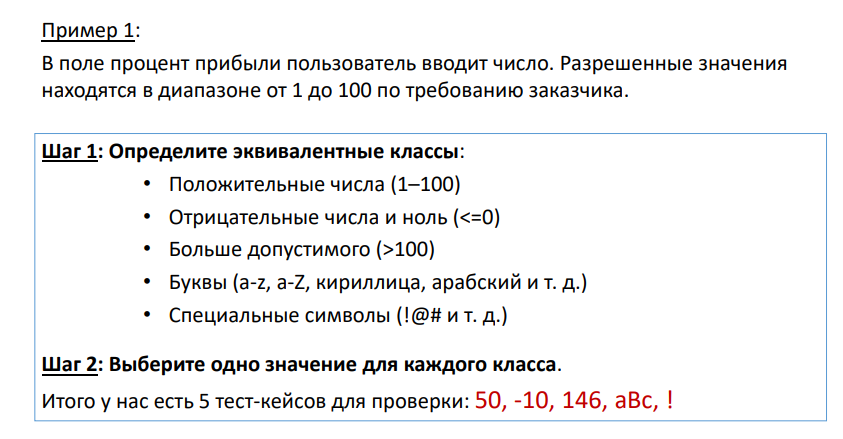 Пример 1:
В поле процент прибыли пользователь вводит число. Разрешенные значения
находятся в диапазоне от 1 до 100 по требованию заказчика.
Шаг 1: Определите эквивалентные классы:
• Положительные числа (1–100)
• Отрицательные числа и ноль (<=0)
• Больше допустимого (>100)
• Буквы (a-z, a-Z, кириллица, арабский и т. д.)
• Специальные символы (!@# и т. д.)
Шаг 2: Выберите одно значение для каждого класса.
Итого у нас есть 5 тест-кейсов для проверки: 50, -10, 146, aBc, !